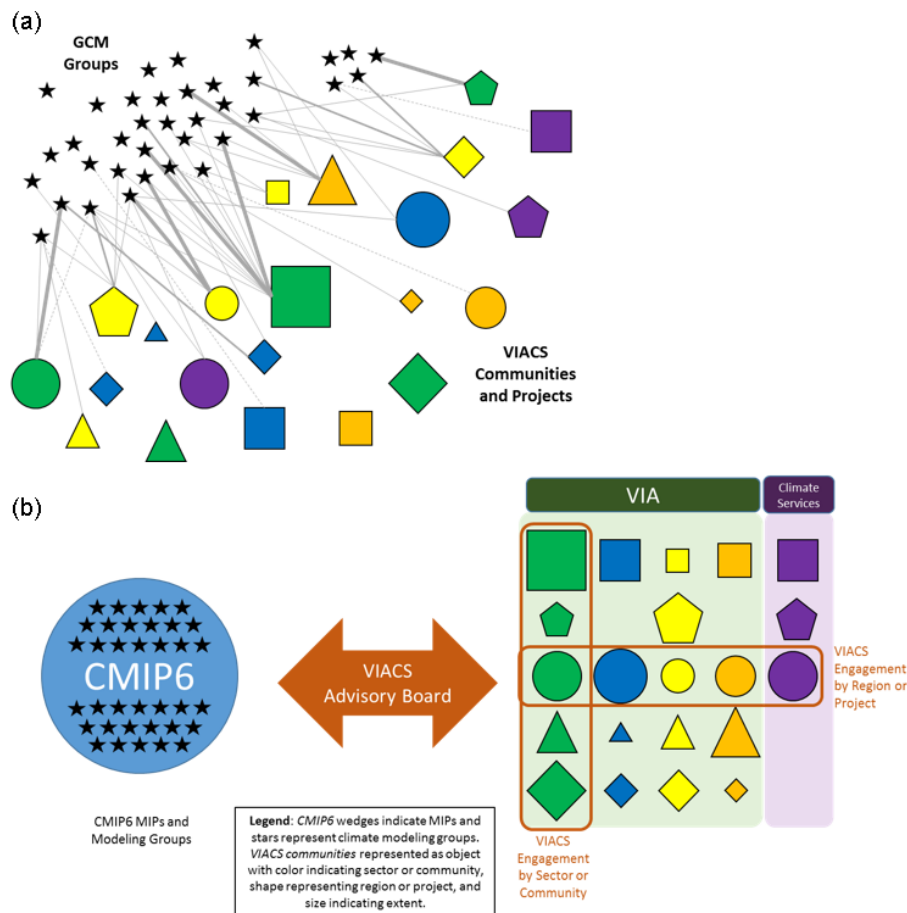 (a)
GCM
Groups
VIACS
Communities
and Projects
(b)
VIA
Climate
Services
CMIP6
VIACS
Advisory Board
VIACS
Engagement
by Region or
Project
CMIP6 MIPs and
Modeling Groups
Legend: CMIP6 wedges indicate MIPs and
stars represent climate modeling groups.
VIACS communities represented as object
with color indicating sector or community,
shape representing region or project, and
size indicating extent.
VIACS
Engagement
by Sector or
Community